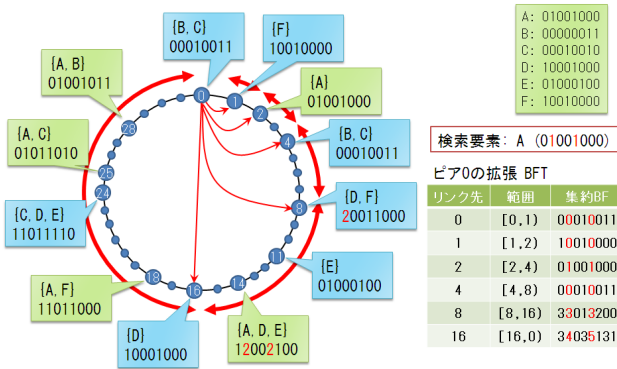 {B, C}
00010011
{F}
10010000
{A}
01001000
{B, C}
00010011
{D, F}
20011000
{E}
01000100
{A, D, E}
12002100
{D}
10001000
{A, F}
11011000
{C, D, E}
11011110
{A, C}
01011010
{A, B}
01001011
0
1
2
4
8
11
14
16
18
24
25
28
A: 01001000
B: 00000011
C: 00010010
D: 10001000
E: 01000100
F: 10010000
検索要素: A (01001000)
ピア0の拡張 BFT
リンク先 範囲 集約BF
0 [0,1) 00010011
1 [1,2) 10010000
2 [2,4) 01001000
4 [4,8) 00010011
8 [8,16) 33013200
16 [16,0) 34035131